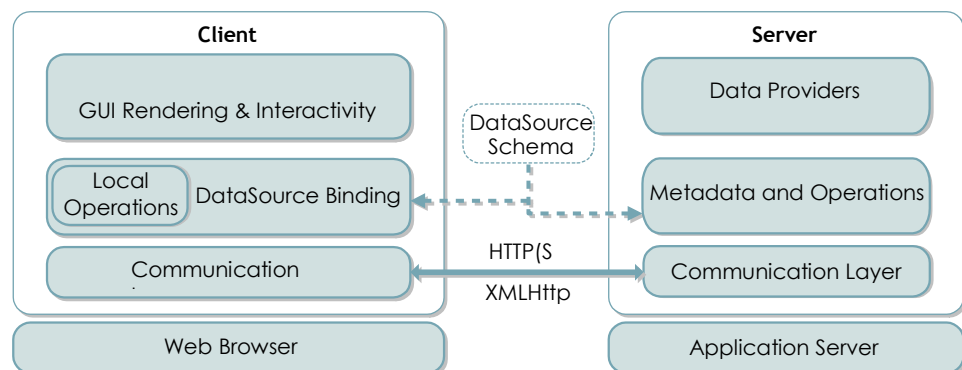 Client
GUI Rendering & Interactivity
Local
Operations
DataSource Binding
Communication
Web Browser
DataSource
Schema
HTTP(S
XMLHttp
Server
Data Providers
Metadata and Operations
Communication Layer
Application Server